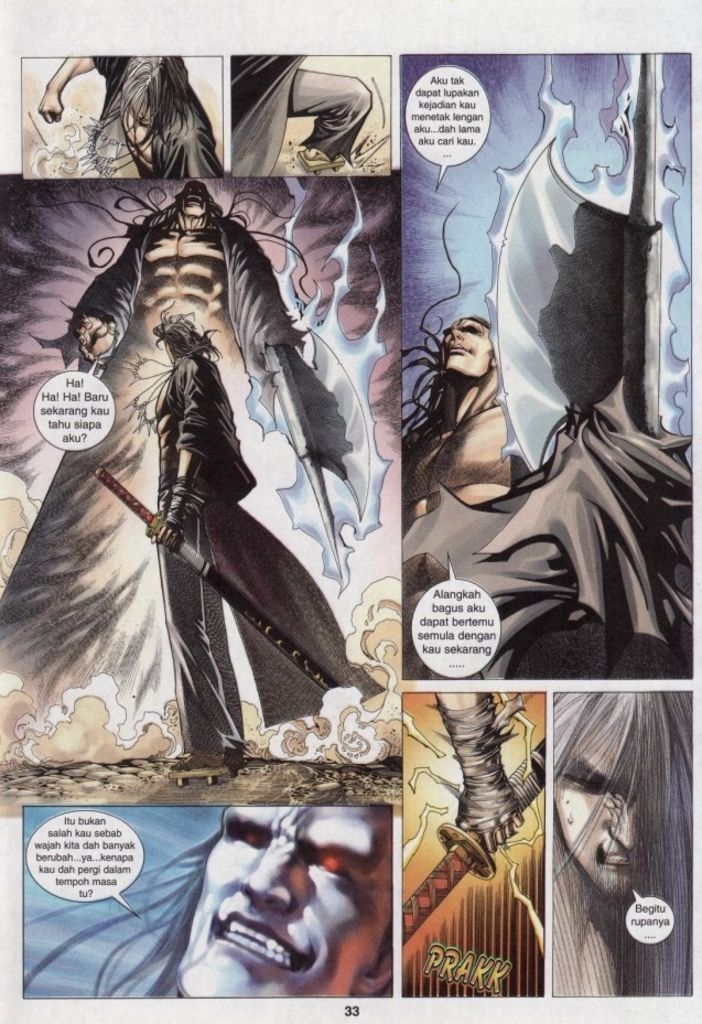 Ha!
Ha! Ha! Baru
sekarang kau
tahu siapa
aku?
Itu bukan
salah kau sebab
wajah kau dah banyak
berubah...ya...kenapa
kau dah pergi dalam
tempoh masa
tu?
Aku tak
dapat lupakan
kejadian kau
menetak lengan
aku...dah lama
aku cari kau.
...
Alangkah
bagus aku
dapat bertemu
semula dengan
kau sekarang
.....
PRAKK
Begitu
rupanya
....
33